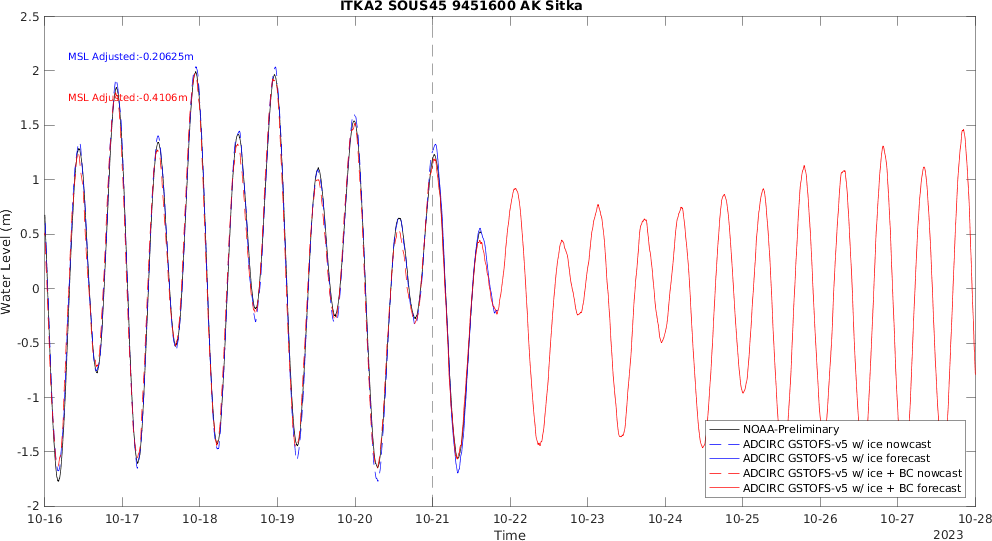 ITKA2 SOUS45 9451600 AK Sitka
MSL Adjusted:-0.20625m
MSL Adjusted:-0.4106m
Water Level (m)
2.5
2
1.5
1
0.5
0
-0.5
-1
-1.5
-2
NOAA-Preliminary
ADCIRC GSTOFS-v5 w/ ice nowcast
ADCIRC GSTOFS-v5 w/ ice forecast
ADCIRC GSTOFS-v5 w/ ice + BC nowcast
ADCIRC GSTOFS-v5 w/ ice + BC forecast
10-16 10-17 10-18 10-19 10-20 10-21 10-22 10-23 10-24 10-25 10-26 10-27 10-28
Time
2023